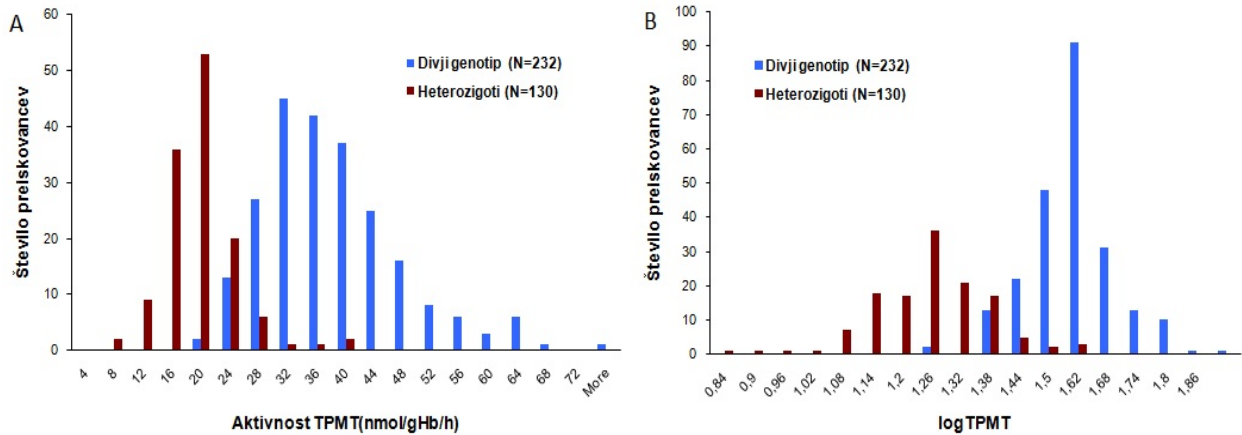 A
60
50
40
30
20
10
0
Število preiskovancev
Divji genotip (N=232)
Heterozigoti (N=130)
4 8 12 16 20 24 28 32 36 40 44 48 52 56 60 64 68 72 More
Aktivnost TPMT(nmol/gHb/h)
B
100
90
80
70
60
50
40
30
20
10
0
Število preiskovancev
Divji genotip (N=232)
Heterozigoti (N=130)
0,84 0,9 0,96 1,02 1,08 1,14 1,2 1,26 1,32 1,38 1,44 1,5 1,62 1,68 1,74 1,8 1,86
logTPMT